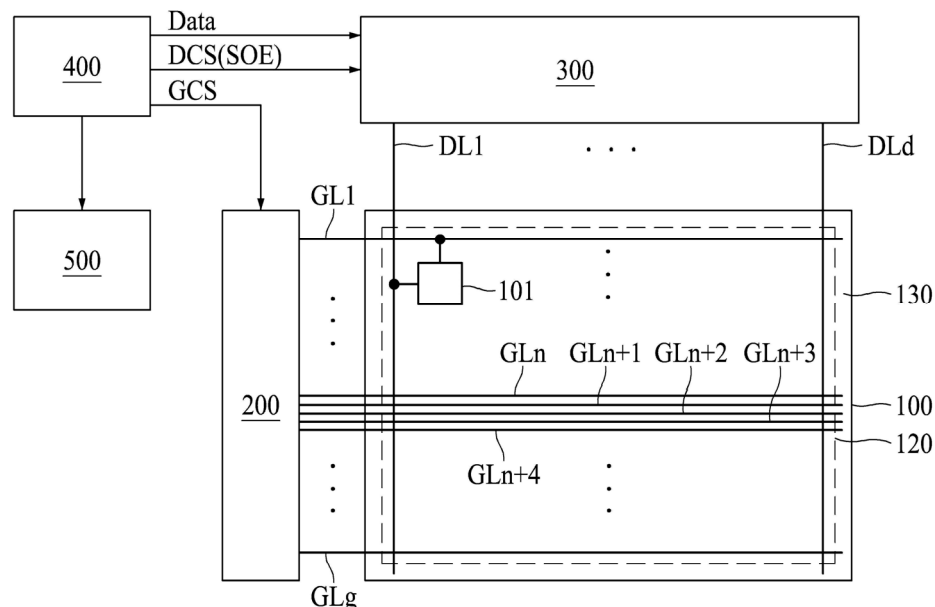 Data
DCS(SOE)
GCS
400
300
DL1
. . .
DLd
500
GL1
101
130
GLn GLn+1 GLn+2 GLn+3
200
100
120
GLn+4
GLg